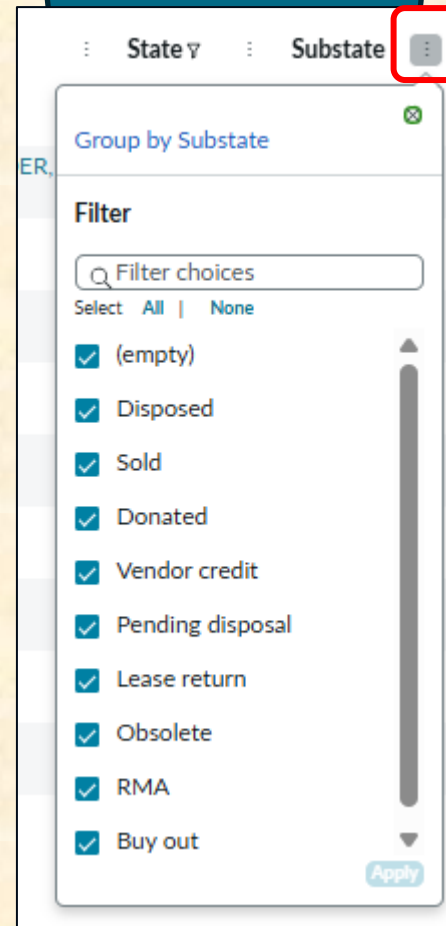 State Substate
Group by Substate
ER,
Filter
Filter choices
Select All | None
(empty)
Disposed
Sold
Donated
Vendor credit
Pending disposal
Lease return
Obsolete
RMA
Buy out
Apply